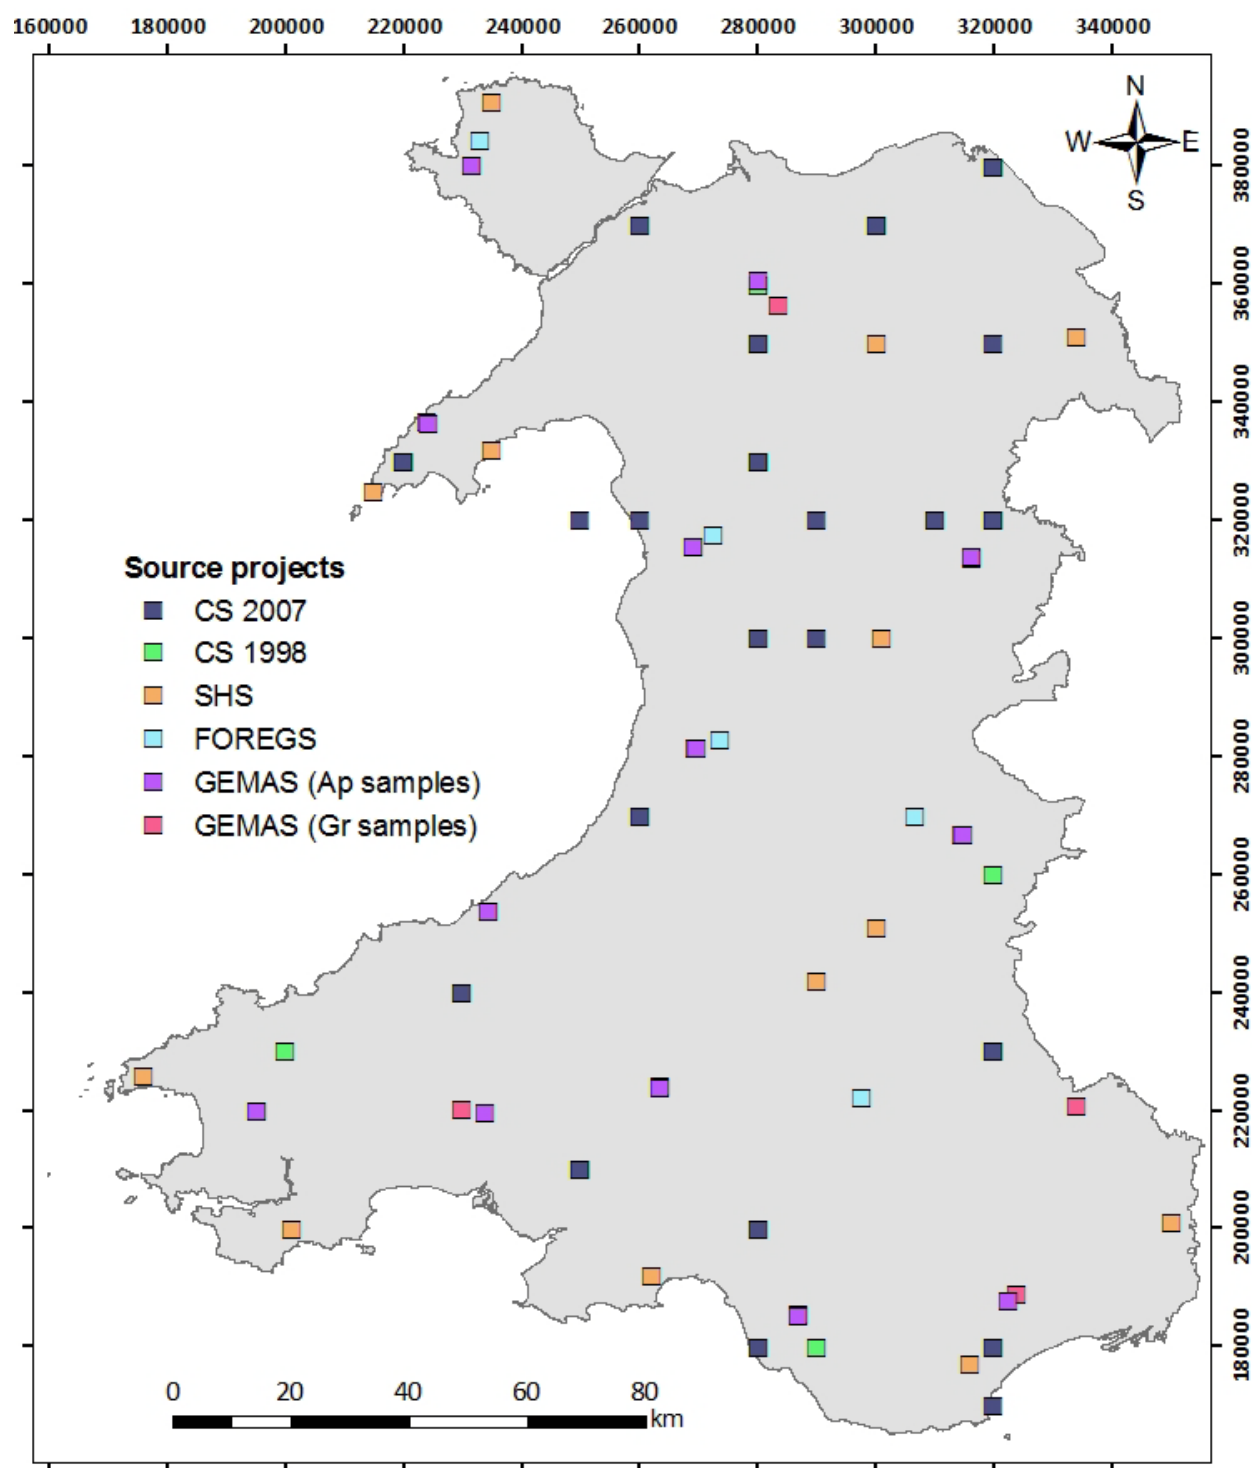 160000 180000 200000 220000 240000 260000 280000 300000 320000 340000
N
W E
S
380000
360000
340000
320000
300000
280000
260000
240000
220000
200000
180000
Source projects
CS 2007
CS 1998
SHS
FOREGS
GEMAS (Ap samples)
GEMAS (Gr samples)
0 20 40 60 80
km